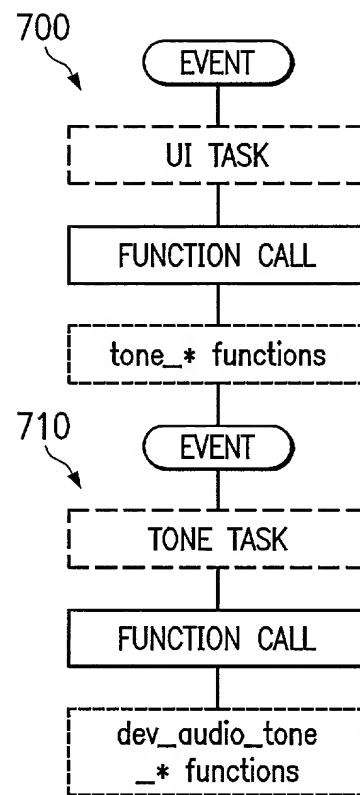 700
EVENT
UI TASK
FUNCTION CALL
tone_* functions
710
EVENT
TONE TASK
FUNCTION CALL
dev_audio_tone
_* functions